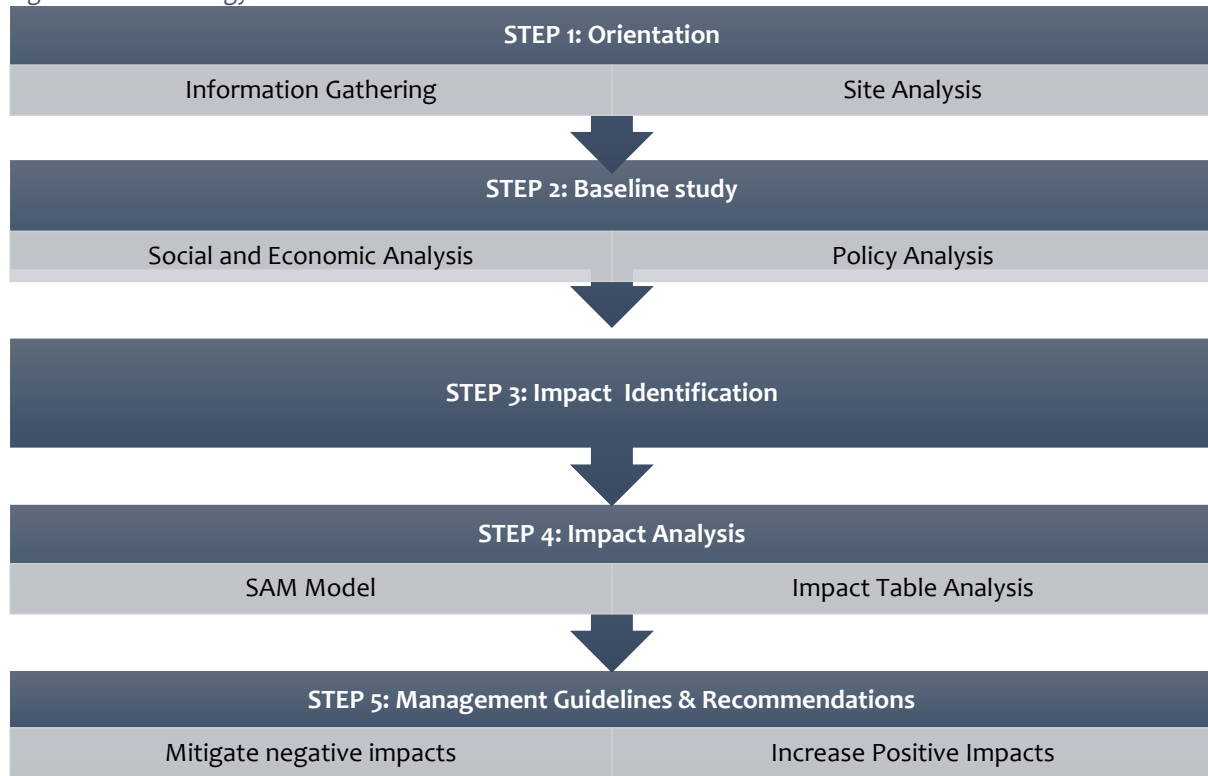 STEP 1: Orientation
Information Gathering
Site Analysis
STEP 2: Baseline study
Social and Economic Analysis
Policy Analysis
STEP 3: Impact Identification
STEP 4: Impact Analysis
SAM Model
Impact Table Analysis
STEP 5: Management Guidelines & Recommendations
Mitigate negative impacts
Increase Positive Impacts